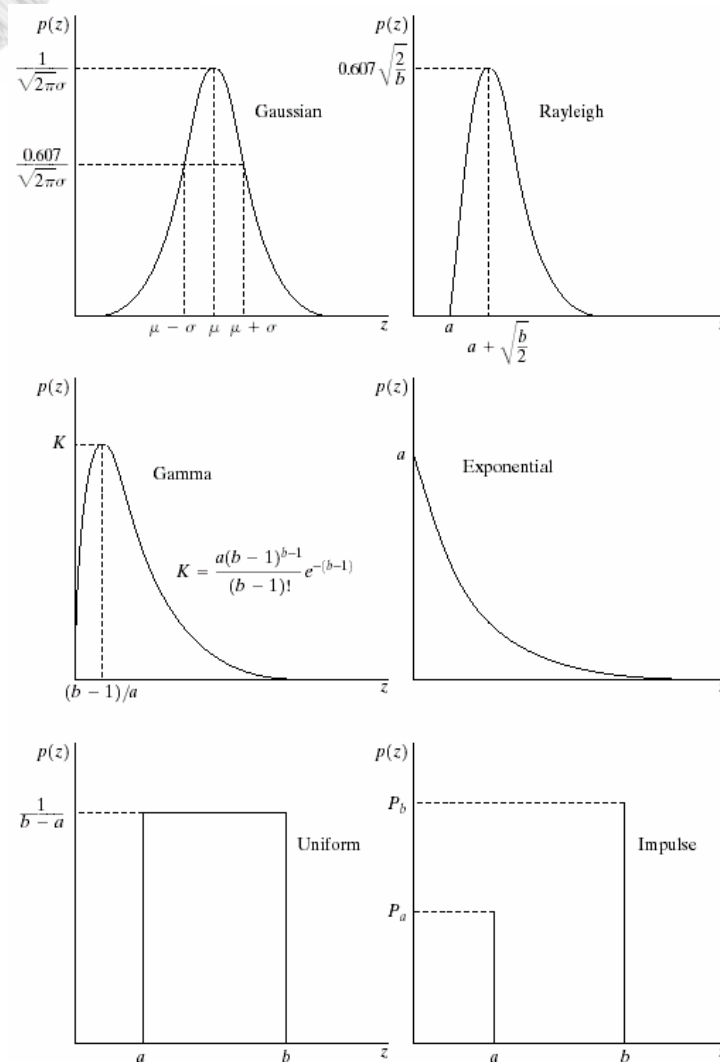 p(z)
1
√2πσ
0.607
√2πσ
Gaussian
μ − σ μ μ + σ z
p(z)
0.607 √2/b
Rayleigh
a
a + √b/2
p(z)
K
Gamma
K = a(b − 1)^{b−1} / (b − 1)! e^{−(b−1)}
(b − 1)/a z
p(z)
a
Exponential
p(z)
1
b − a
Uniform
a b z
p(z)
P_b
Impulse
P_a
a b